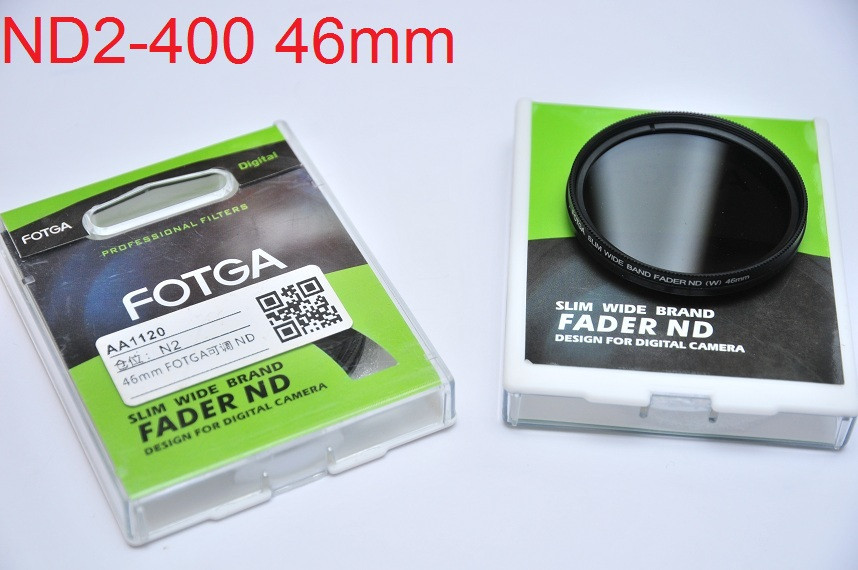 ND2-400 46mm
Digital
FOTGA
PROFESSIONAL FILTERS
FOTGA
AA1120
仓位: N2
46mm FOTGA可调 ND
SLIM WIDE BRAND
FADER ND
DESIGN FOR DIGITAL CAMERA
FOTGA SLIM WIDE BAND FADER ND (W) 46mm
SLIM WIDE BRAND
FADER ND
DESIGN FOR DIGITAL CAMERA